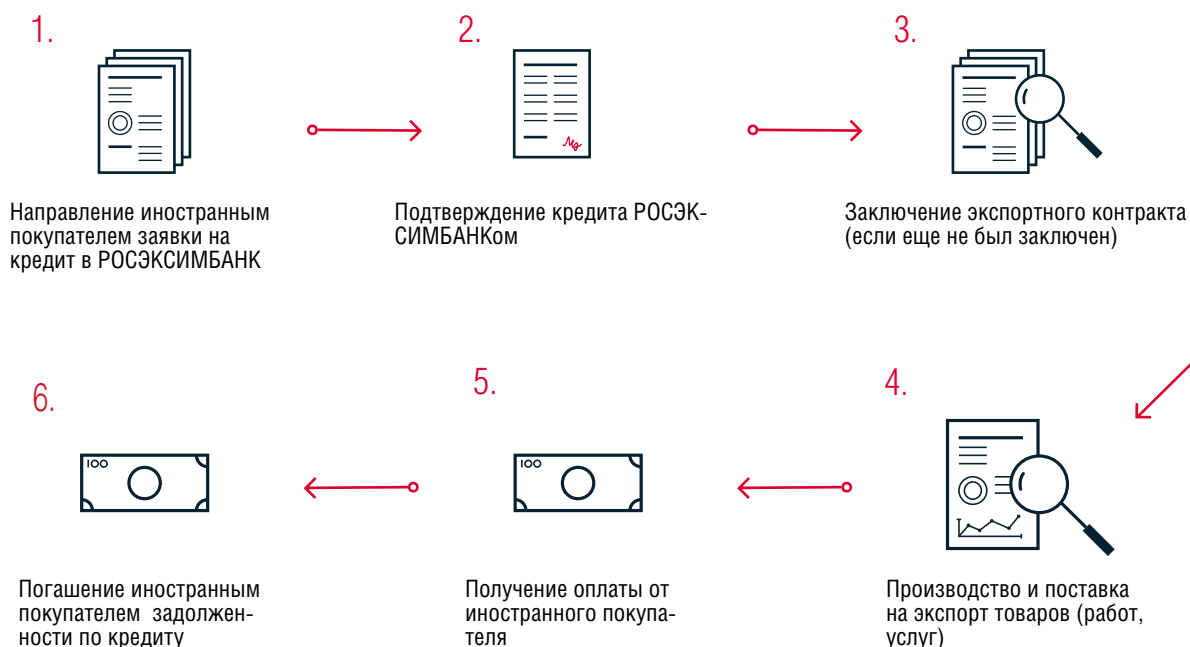 1.
Направление иностранным
покупателем заявки на
кредит в РОСЭКСИМБАНК
2.
Подтверждение кредита РОСЭК-
СИМБАНКом
3.
Заключение экспортного контракта
(если еще не был заключен)
4.
Производство и поставка
на экспорт товаров (работ,
услуг)
5.
100
Получение оплаты от
иностранного покупа-
теля
6.
100
Погашение иностранным
покупателем задолжен-
ности по кредиту